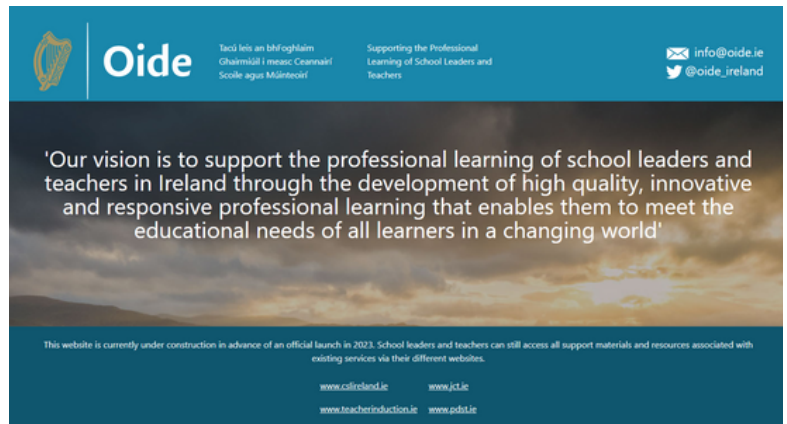 Oide
Tacú leis an bhFoghlaim
Ghairmiúil i measc Ceannairí
Scoile agus Múinteoirí
Supporting the Professional
Learning of School Leaders and
Teachers
info@oide.ie
@oide_ireland
'Our vision is to support the professional learning of school leaders and
teachers in Ireland through the development of high quality, innovative
and responsive professional learning that enables them to meet the
educational needs of all learners in a changing world'
This website is currently under construction in advance of an official launch in 2023. School leaders and teachers can still access all support materials and resources associated with
existing services via their different websites.
www.cslireland.ie www.jct.ie
www.teacherinduction.ie www.pdst.ie